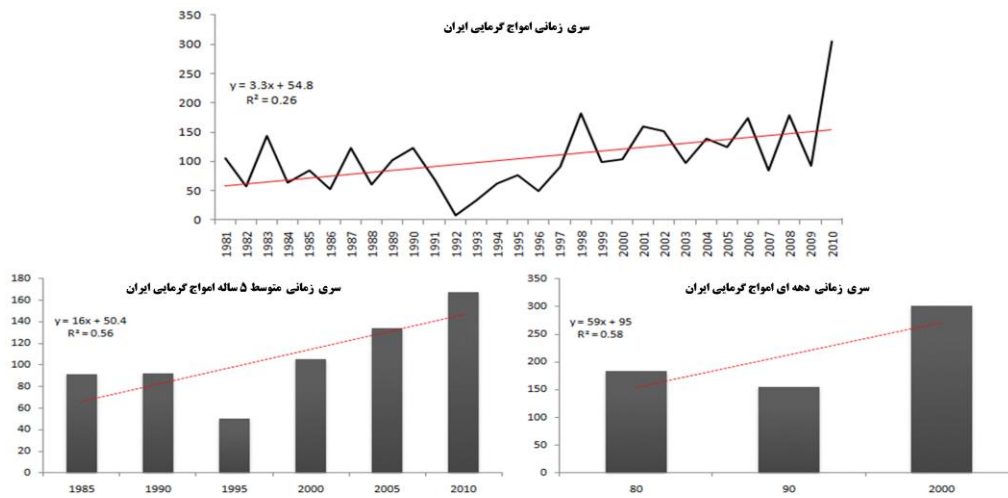 سری زمانی امواج گرمایی ایران
350
300
250
200
150
100
50
0
y = 3.3x + 54.8
R² = 0.26
1981 1982 1983 1984 1985 1986 1987 1988 1989 1990 1991 1992 1993 1994 1995 1996 1997 1998 1999 2000 2001 2002 2003 2004 2005 2006 2007 2008 2009 2010
سری زمانی متوسط ۵ ساله امواج گرمایی ایران
180
160
140
120
100
80
60
40
20
0
y = 16x + 50.4
R² = 0.56
1985 1990 1995 2000 2005 2010
سری زمانی دهه ای امواج گرمایی ایران
350
300
250
200
150
100
50
0
y = 59x + 95
R² = 0.58
80 90 2000